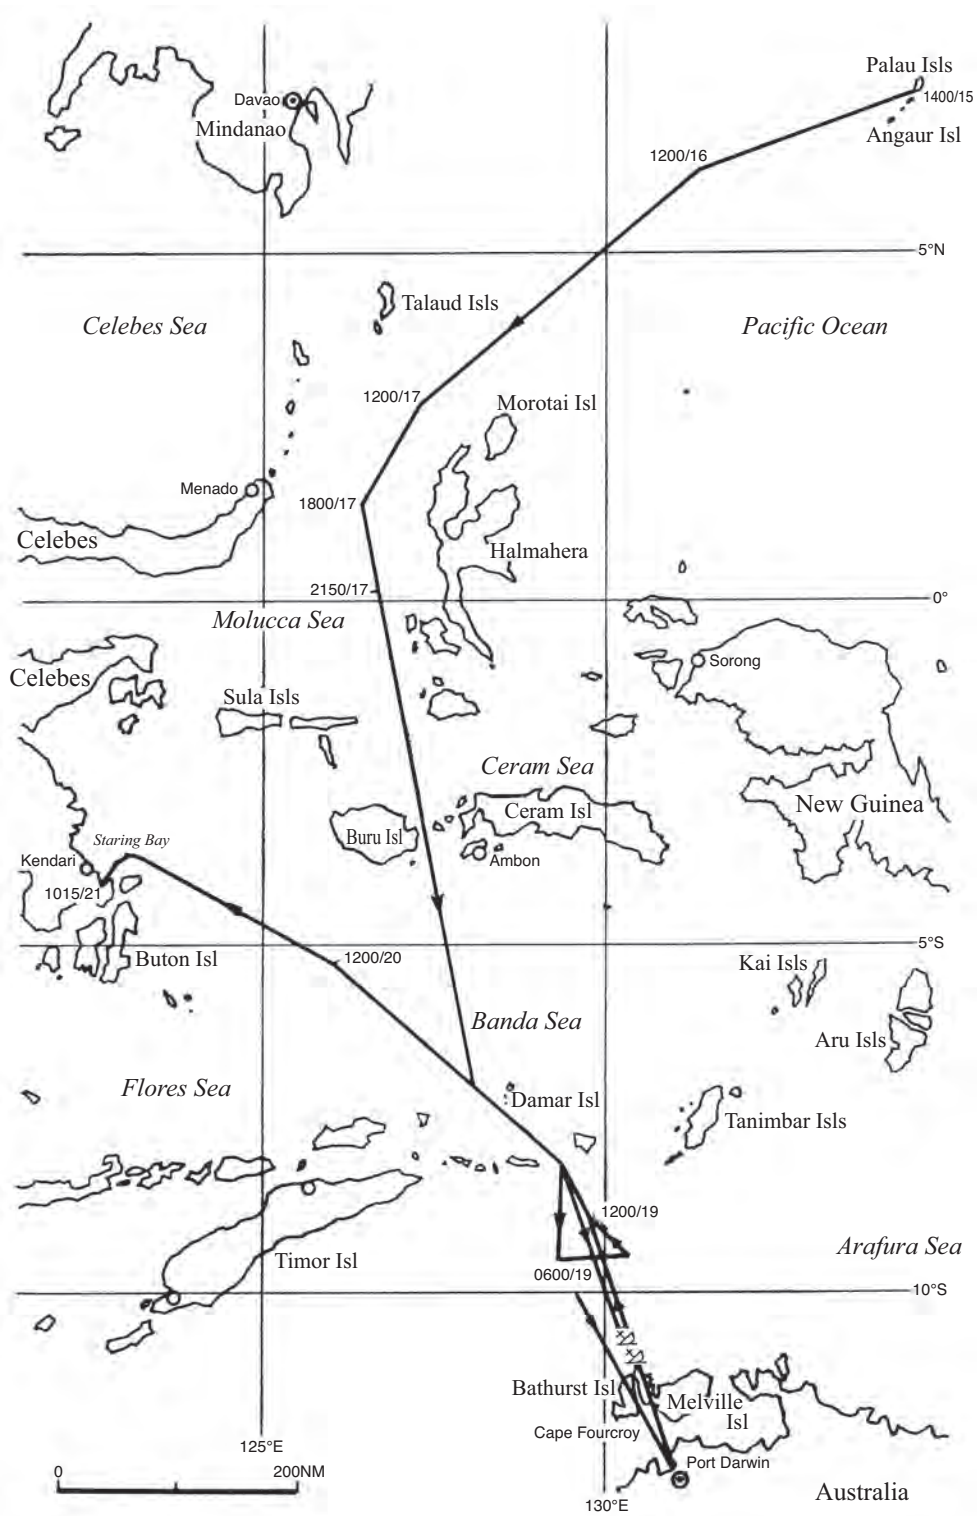 Palau Isls
1400/15
Davao
Mindanao
Angaur Isl
1200/16
5°N
Talaud Isls
Celebes Sea
Pacific Ocean
1200/17
Morotai Isl
Menado
1800/17
Celebes
Halmahera
2150/17
0°
Molucca Sea
Sorong
Celebes
Sula Isls
Ceram Sea
New Guinea
Ceram Isl
Buru Isl
Staring Bay
Kendari
Ambon
1015/21
5°S
Buton Isl
1200/20
Kai Isls
Banda Sea
Aru Isls
Flores Sea
Damar Isl
Tanimbar Isls
1200/19
Arafura Sea
Timor Isl
0600/19
10°S
Bathurst Isl
Melville
Isl
Cape Fourcroy
125°E
Port Darwin
0
200NM
Australia
130°E